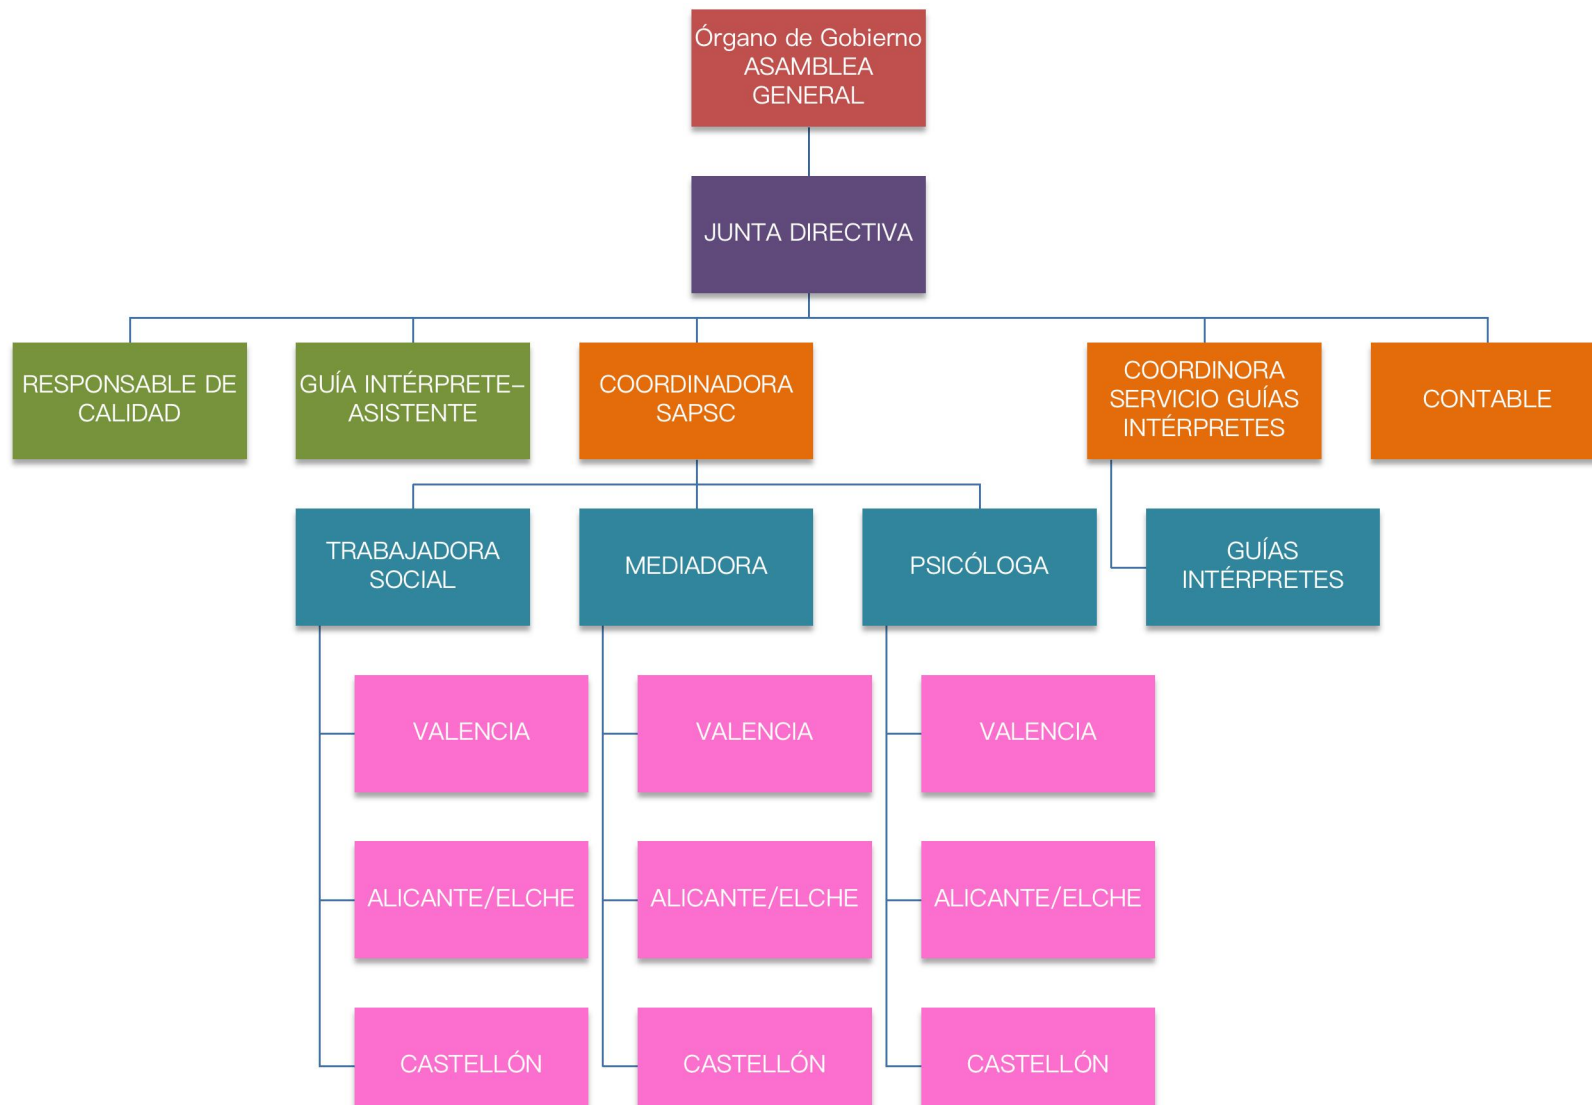 Órgano de Gobierno
ASAMBLEA
GENERAL
JUNTA DIRECTIVA
RESPONSABLE DE
CALIDAD
GUÍA INTÉRPRETE-
ASISTENTE
COORDINADORA
SAPSC
COORDINORA
SERVICIO GUÍAS
INTÉRPRETES
CONTABLE
TRABAJADORA
SOCIAL
MEDIADORA
PSICÓLOGA
GUÍAS
INTÉRPRETES
VALENCIA
VALENCIA
VALENCIA
ALICANTE/ELCHE
ALICANTE/ELCHE
ALICANTE/ELCHE
CASTELLÓN
CASTELLÓN
CASTELLÓN